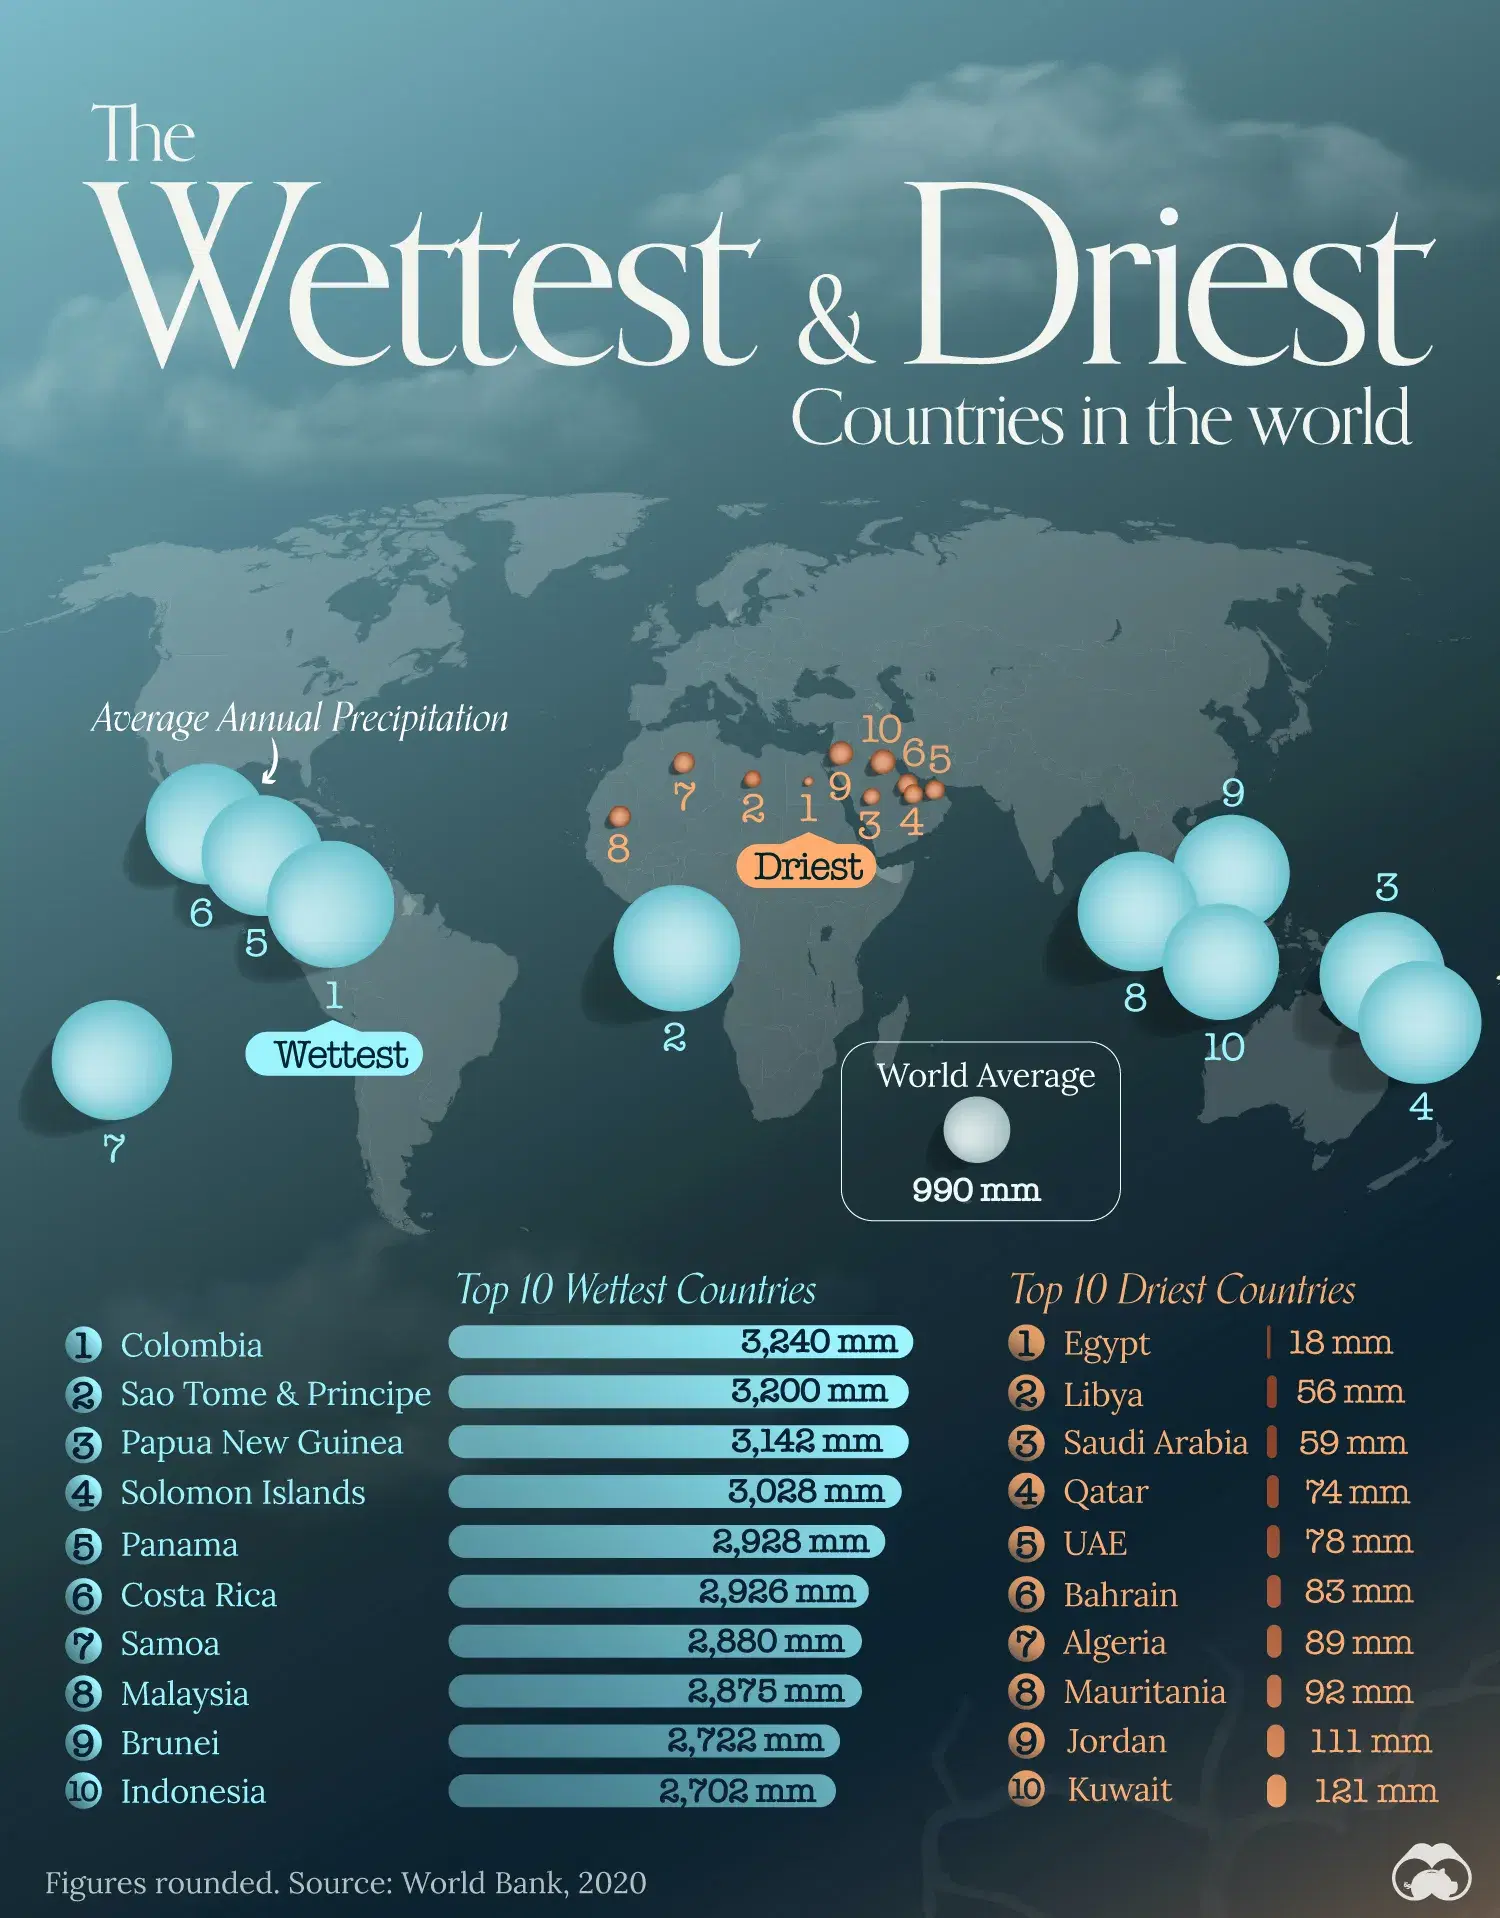 The
Wettest & Driest
Countries in the world
Average Annual Precipitation
10
6
5
9
7
2
1
9
3
4
8
Driest
3
6
5
1
2
8
10
Wettest
4
7
World Average
990 mm
Top 10 Wettest Countries
1 Colombia 3,240 mm
2 Sao Tome & Principe 3,200 mm
3 Papua New Guinea 3,142 mm
4 Solomon Islands 3,028 mm
5 Panama 2,928 mm
6 Costa Rica 2,926 mm
7 Samoa 2,880 mm
8 Malaysia 2,875 mm
9 Brunei 2,722 mm
10 Indonesia 2,702 mm
Top 10 Driest Countries
1 Egypt 18 mm
2 Libya 56 mm
3 Saudi Arabia 59 mm
4 Qatar 74 mm
5 UAE 78 mm
6 Bahrain 83 mm
7 Algeria 89 mm
8 Mauritania 92 mm
9 Jordan 111 mm
10 Kuwait 121 mm
Figures rounded. Source: World Bank, 2020